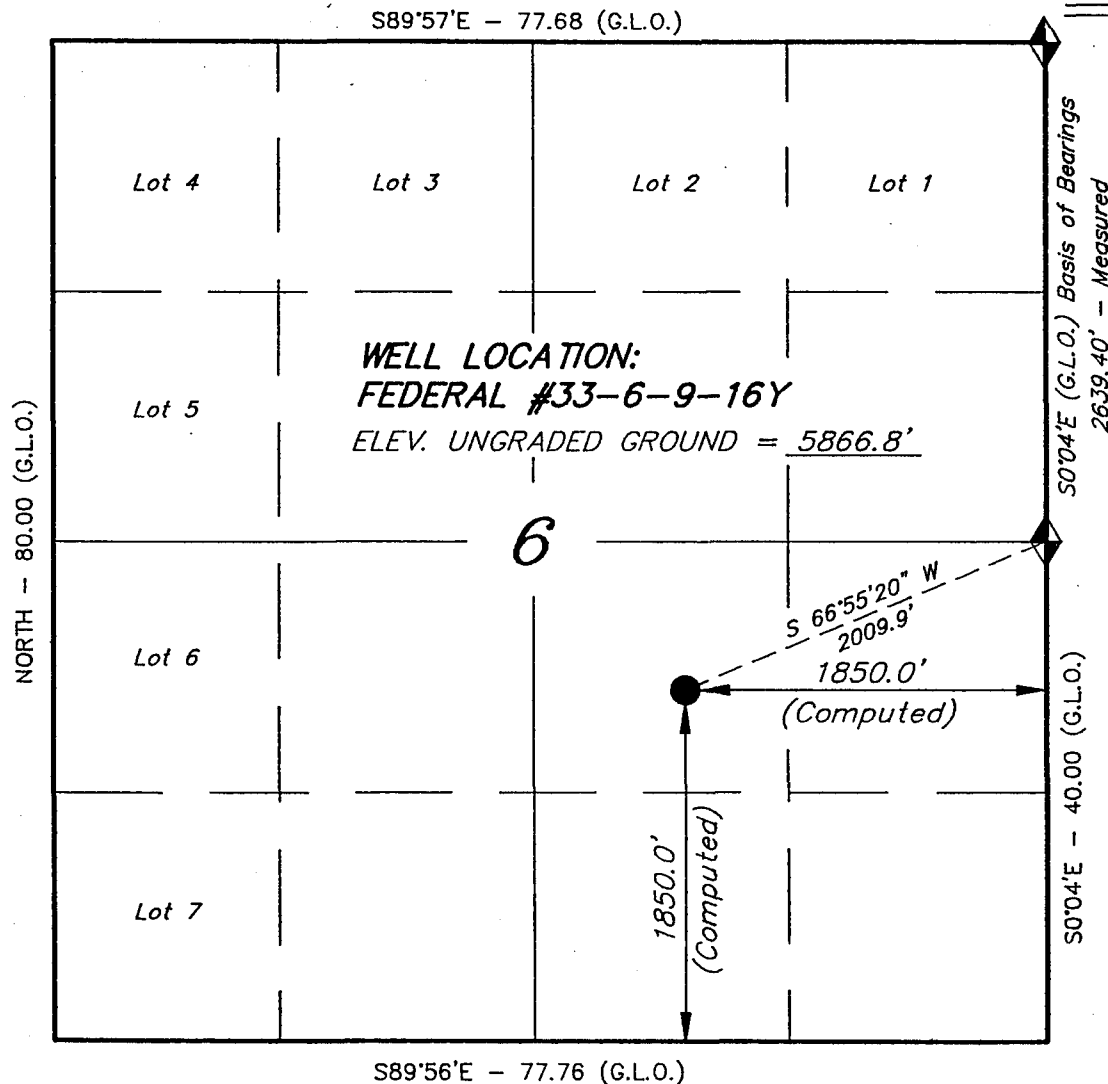 S89°57'E – 77.68 (G.L.O.)
Lot 4
Lot 3
Lot 2
Lot 1
S0°04'E (G.L.O.) Basis of Bearings
2639.40' – Measured
WELL LOCATION:
FEDERAL #33–6–9–16Y
ELEV. UNGRADED GROUND = 5866.8'
Lot 5
NORTH – 80.00 (G.L.O.)
6
S 66°55'20" W
2009.9'
1850.0'
(Computed)
Lot 6
1850.0'
(Computed)
S0°04'E – 40.00 (G.L.O.)
Lot 7
S89°56'E – 77.76 (G.L.O.)